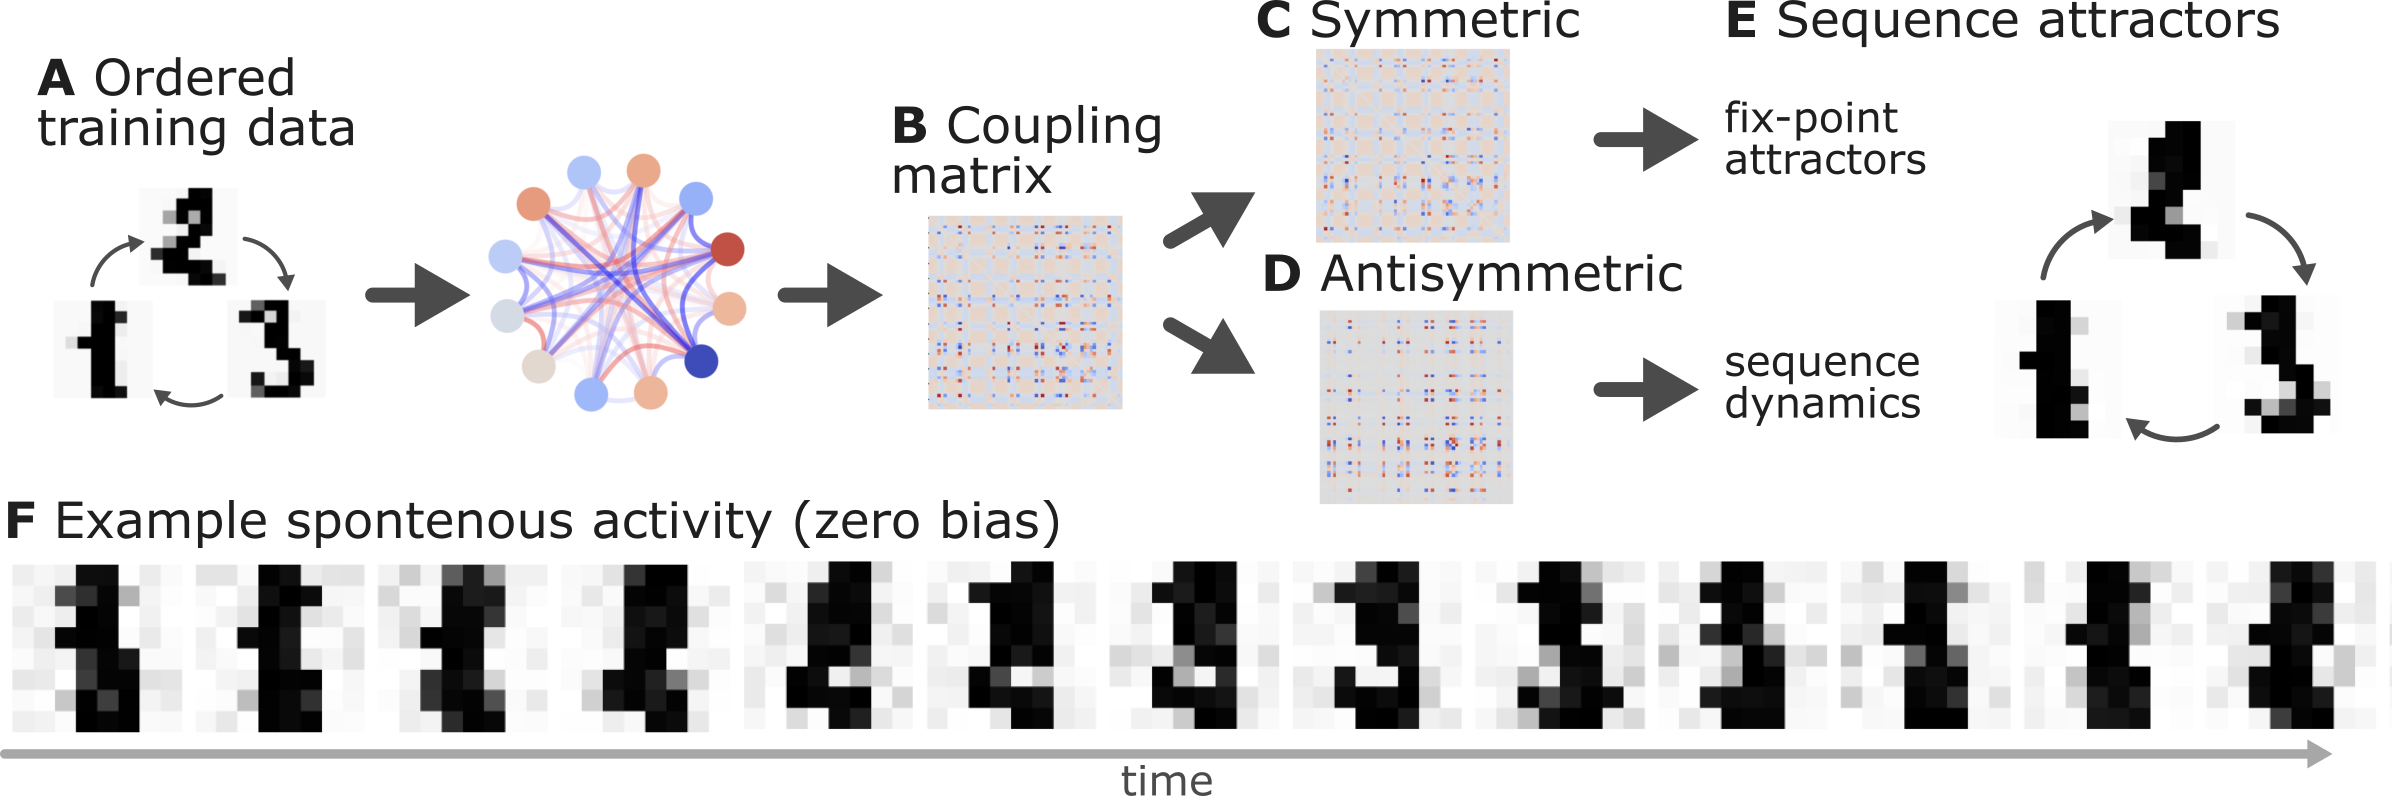 A Ordered
training data
B Coupling
matrix
C Symmetric
D Antisymmetric
E Sequence attractors
fix-point
attractors
sequence
dynamics
F Example spontenous activity (zero bias)
time